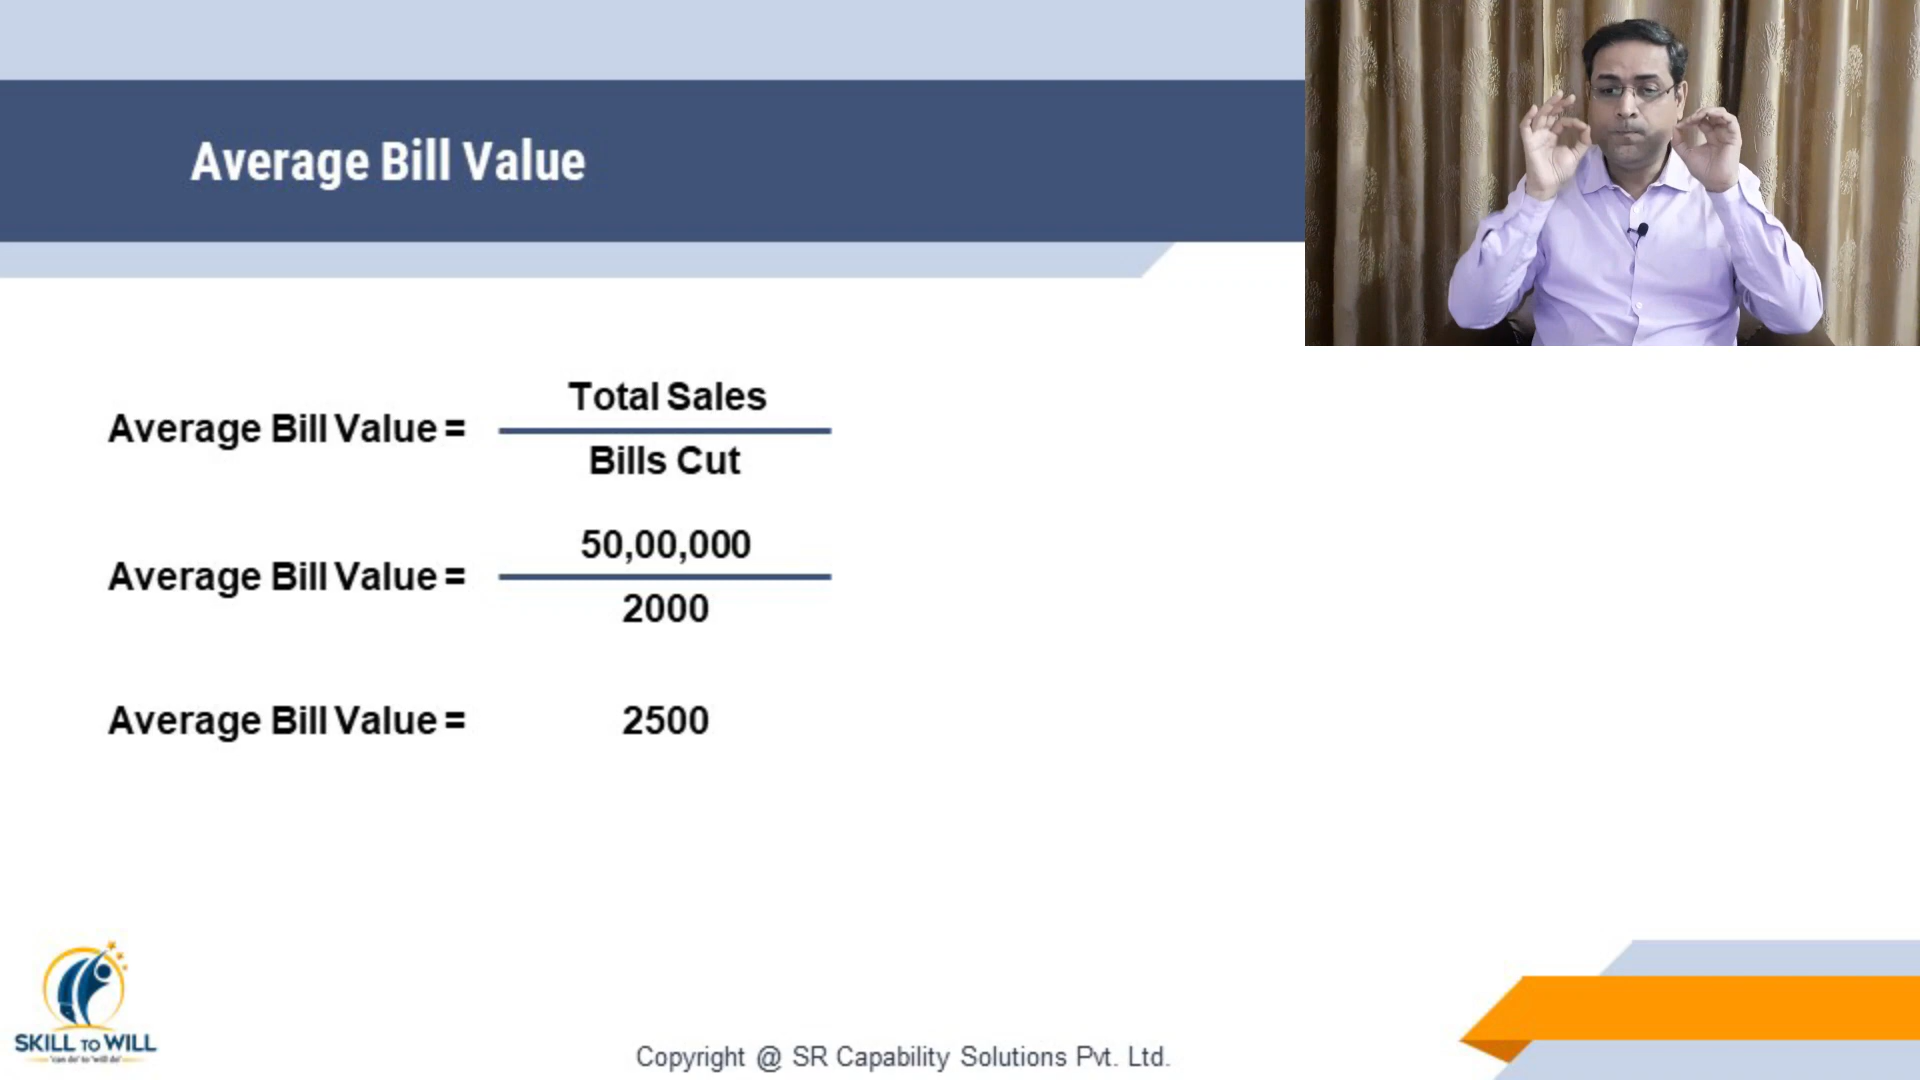 Average Bill Value
Total Sales
Average Bill Value =
Bills Cut
50,00,000
Average Bill Value =
2000
Average Bill Value = 2500
SKILL TO WILL
'can do' to 'will do'
Copyright @ SR Capability Solutions Pvt. Ltd.